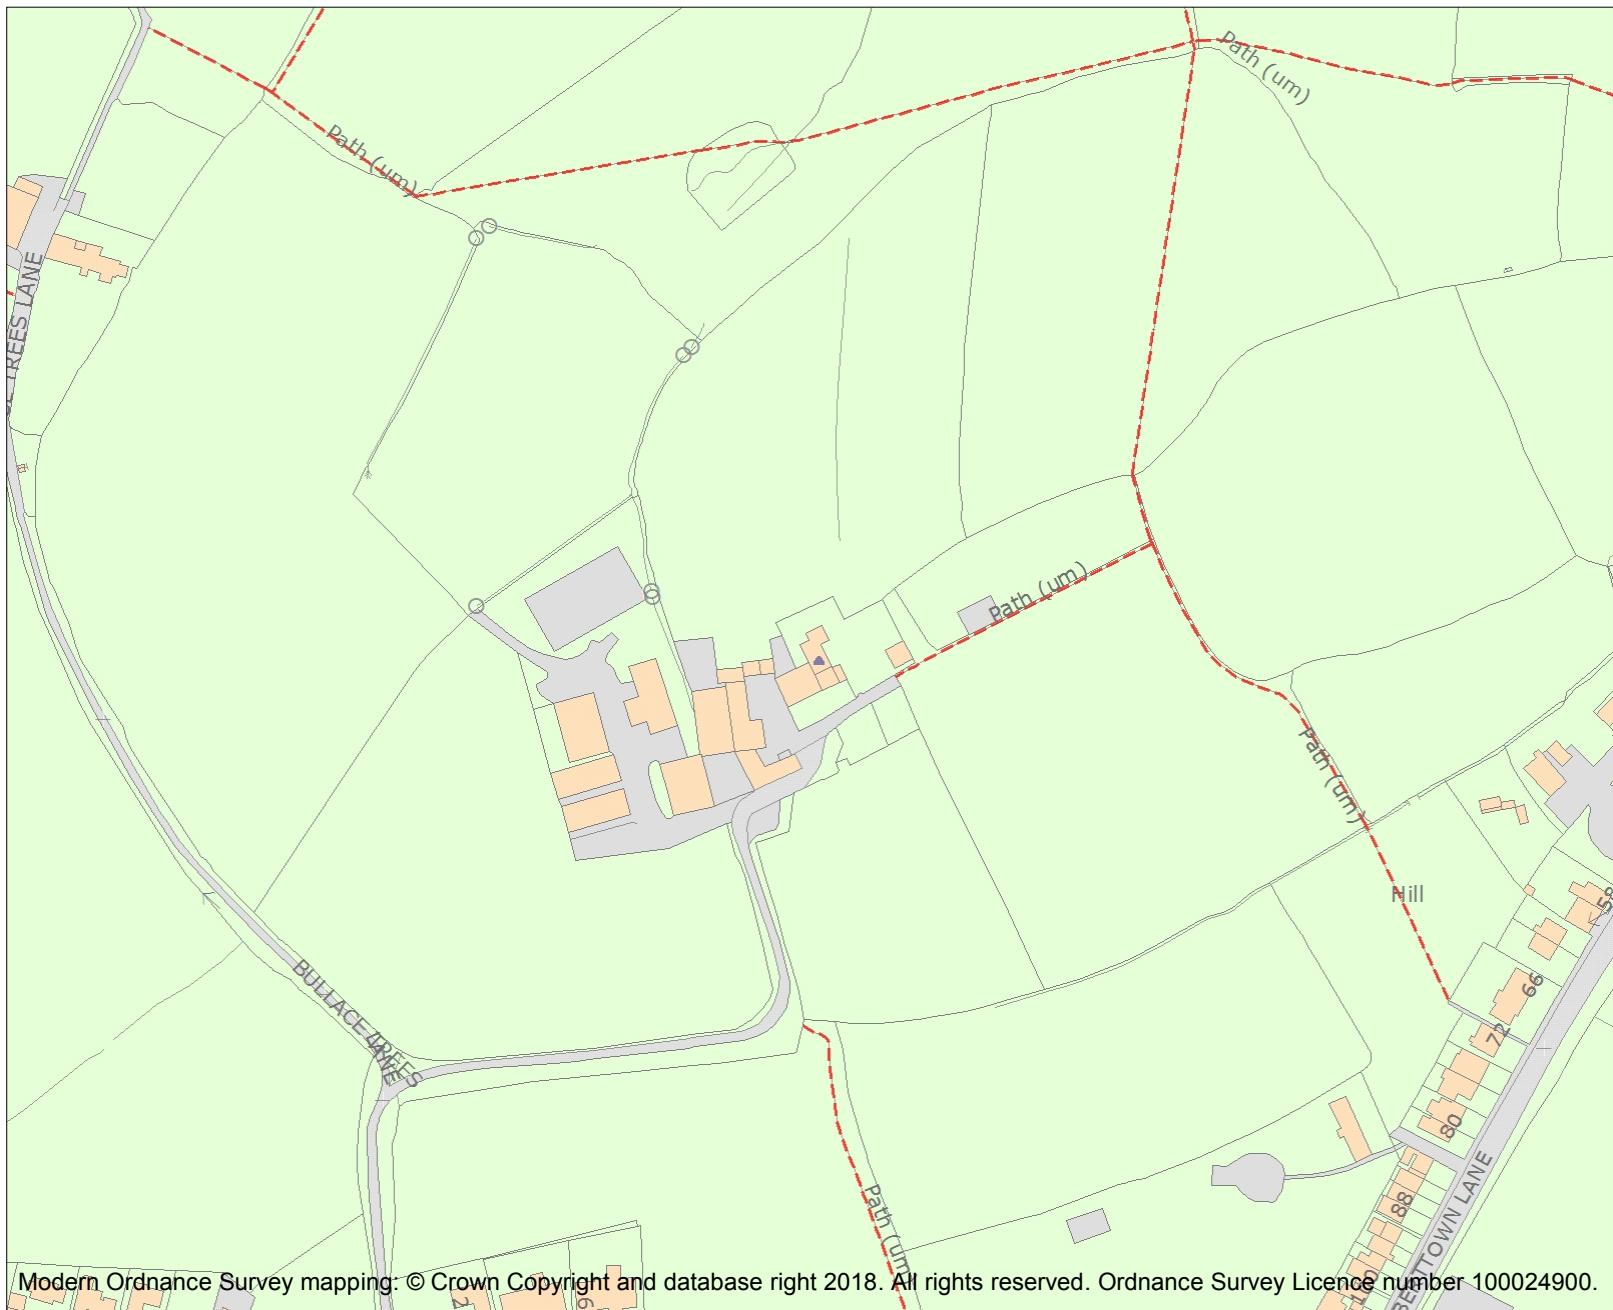 Path (um)
Path (um)
TREES LANE
Path (um)
Path (um)
Hill
58
BULLACE TREES
LANE
66
72
80
Path (um)
88
Modern Ordnance Survey mapping: © Crown Copyright and database right 2018. All rights reserved. Ordnance Survey Licence number 100024900.